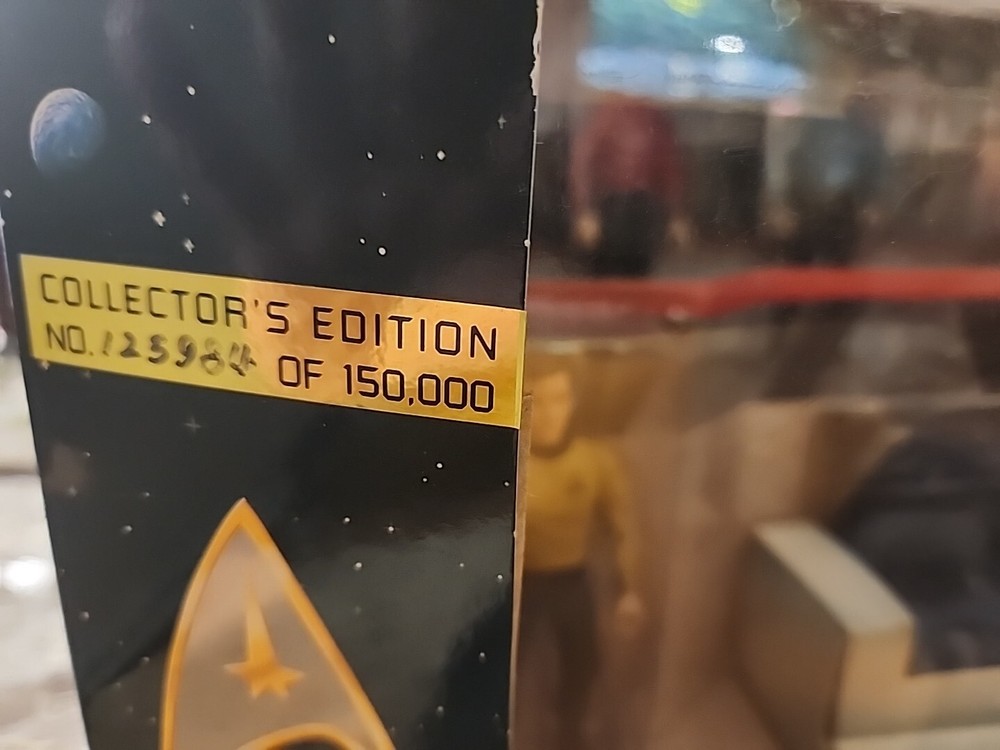 COLLECTOR'S EDITION
NO. 125984 OF 150,000